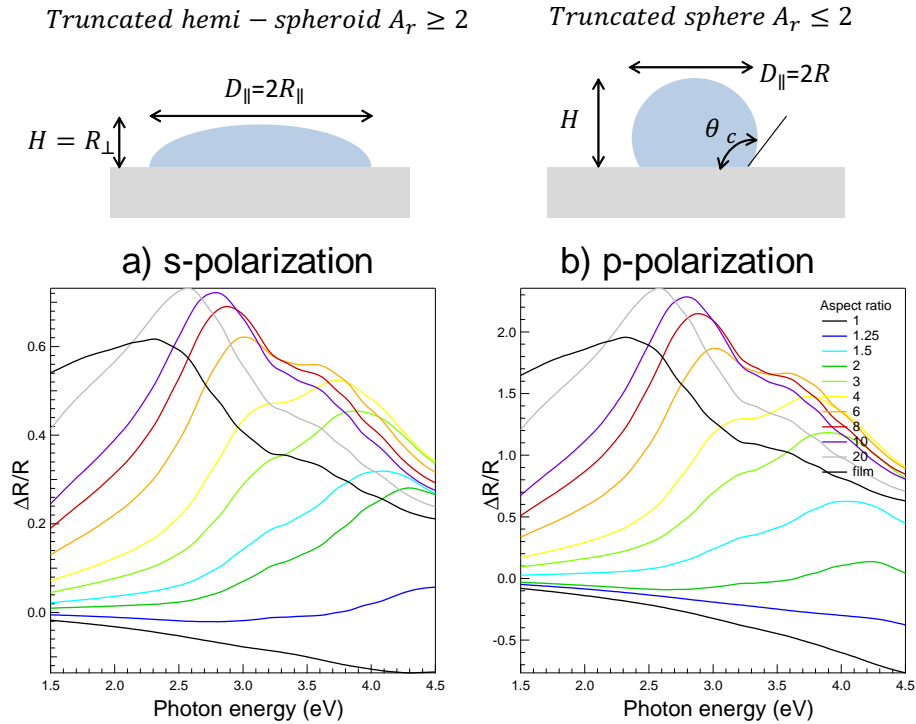 Truncated hemi − spheroid A_r ≥ 2
Truncated sphere A_r ≤ 2
D∥=2R∥
H = R⊥
D∥=2R
H
θ c
a) s-polarization
b) p-polarization
ΔR/R
0.6
0.4
0.2
0.0
1.5 2.0 2.5 3.0 3.5 4.0 4.5
Photon energy (eV)
ΔR/R
2.0
1.5
1.0
0.5
0.0
-0.5
1.5 2.0 2.5 3.0 3.5 4.0 4.5
Photon energy (eV)
Aspect ratio
1
1.25
1.5
2
3
4
6
8
10
20
film